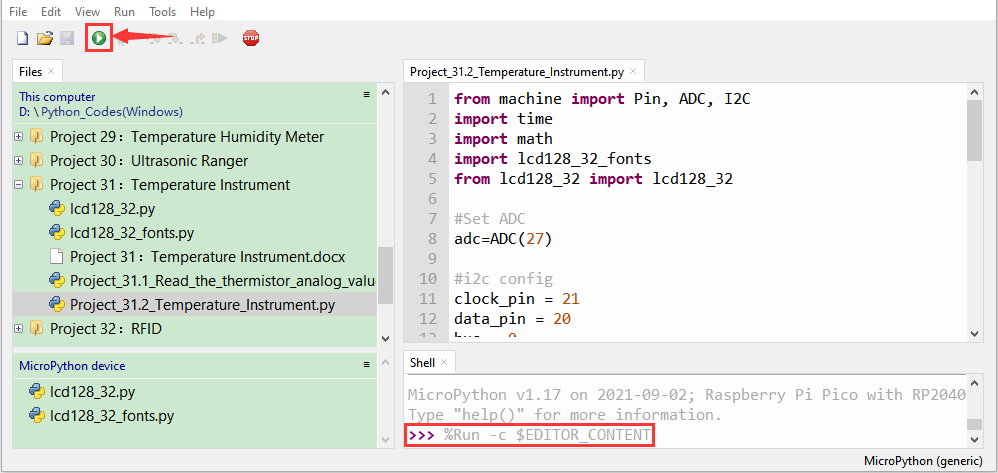 File Edit View Run Tools Help
STOP
Files
This computer
D: \ Python_Codes(Windows)
Project 29：Temperature Humidity Meter
Project 30：Ultrasonic Ranger
Project 31：Temperature Instrument
lcd128_32.py
lcd128_32_fonts.py
Project 31：Temperature Instrument.docx
Project_31.1_Read_the_thermistor_analog_valu
Project_31.2_Temperature_Instrument.py
Project 32：RFID
MicroPython device
lcd128_32.py
lcd128_32_fonts.py
Project_31.2_Temperature_Instrument.py
1 from machine import Pin, ADC, I2C
2 import time
3 import math
4 import lcd128_32_fonts
5 from lcd128_32 import lcd128_32
6
7 #Set ADC
8 adc=ADC(27)
9
10 #i2c config
11 clock_pin = 21
12 data_pin = 20
Shell
MicroPython v1.17 on 2021-09-02; Raspberry Pi Pico with RP2040
Type "help()" for more information.
>>> %Run -c $EDITOR_CONTENT
MicroPython (generic)